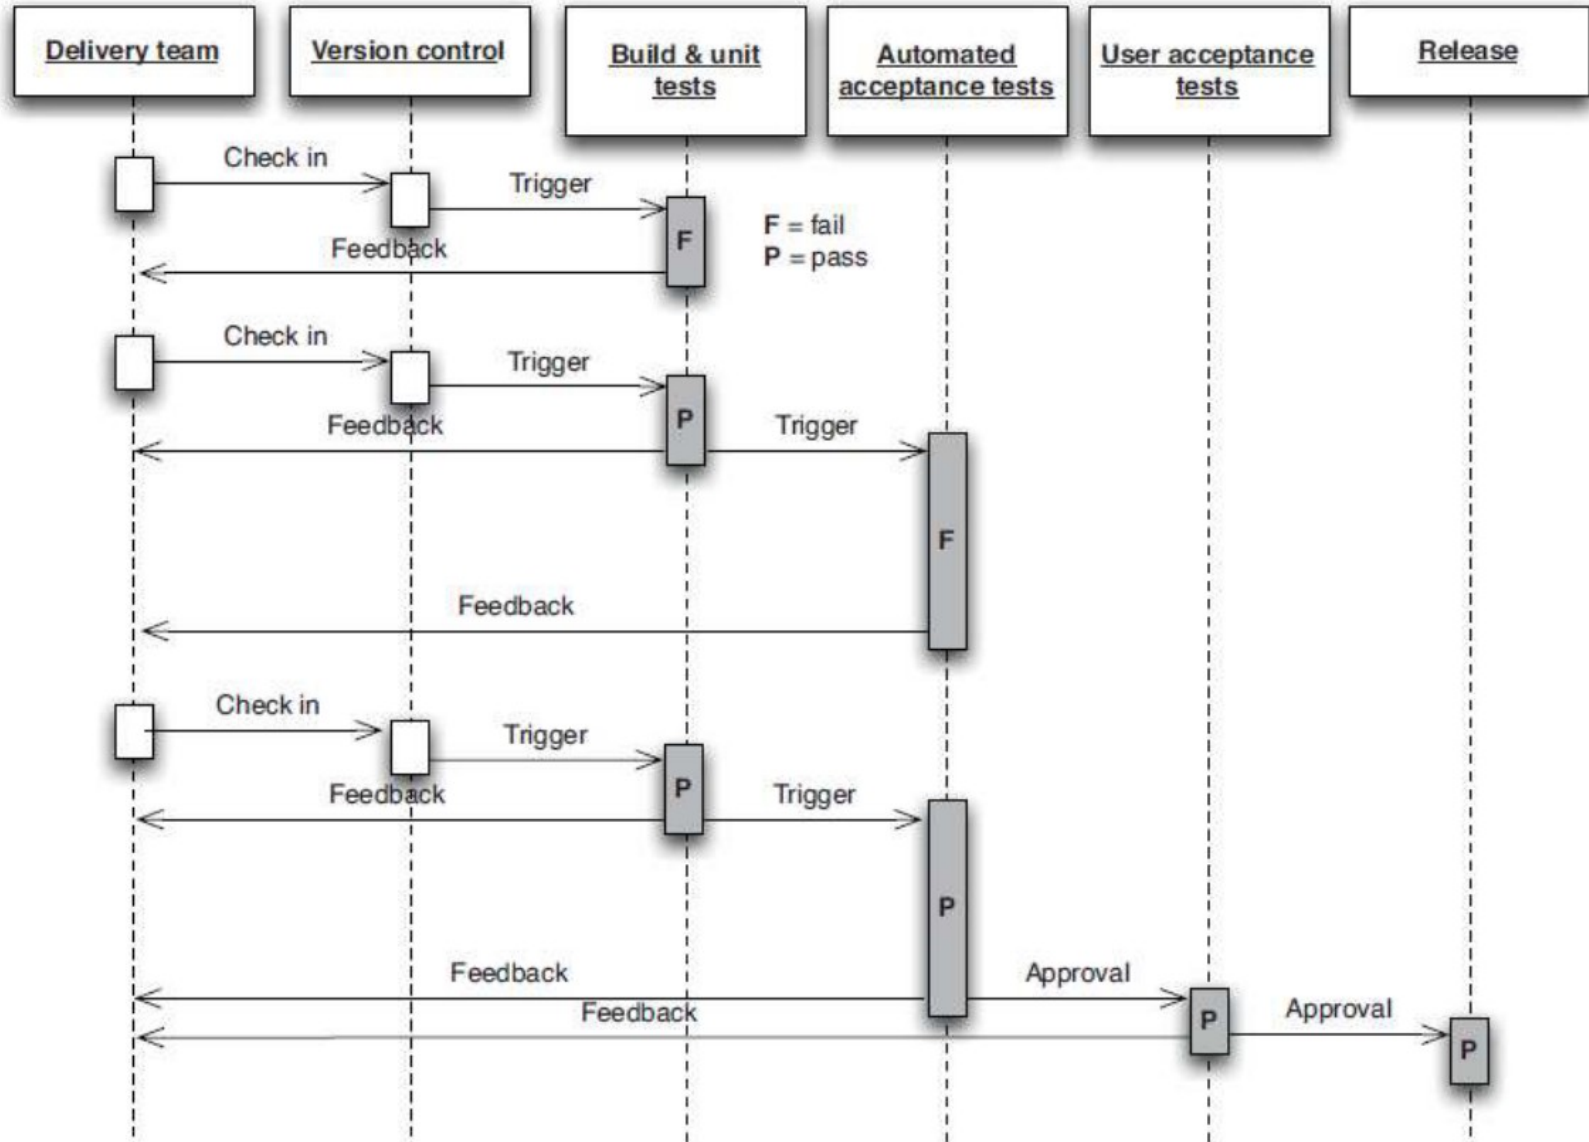 Delivery team
Version control
Build & unit
tests
Automated
acceptance tests
User acceptance
tests
Release
Check in
Trigger
F
F = fail
P = pass
Feedback
Check in
Trigger
P
Feedback
Trigger
F
Feedback
Check in
Trigger
P
Feedback
Trigger
P
Feedback
Approval
Feedback
P
Approval
P